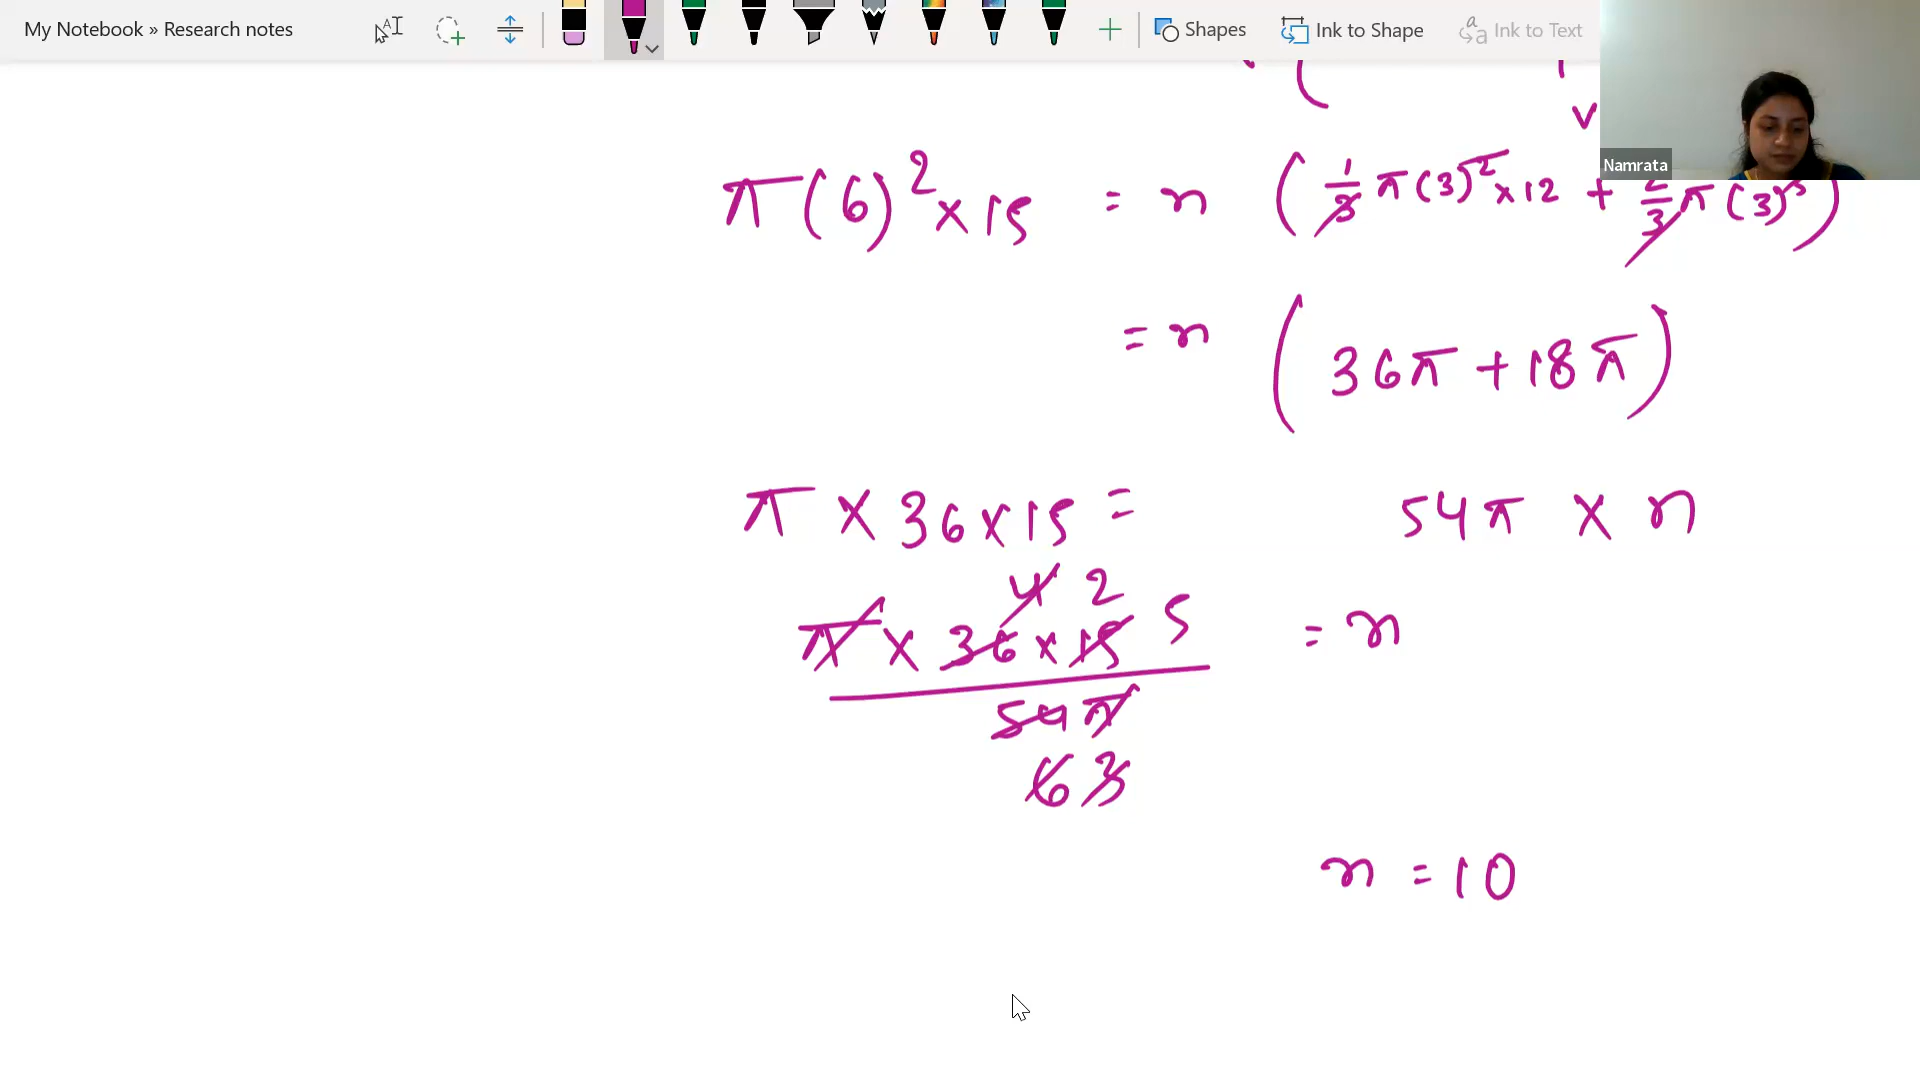 My Notebook » Research notes
Shapes
Ink to Shape
Ink to Text
Namrata
π(6)² × 15 = n (1/3 π(3)² × 12 + 2/3 π(3)³)
= n (36π + 18π)
π × 36 × 15 = 54π × n
4 2
π × 36 × 15 5 = n
54π
6 3
n = 10